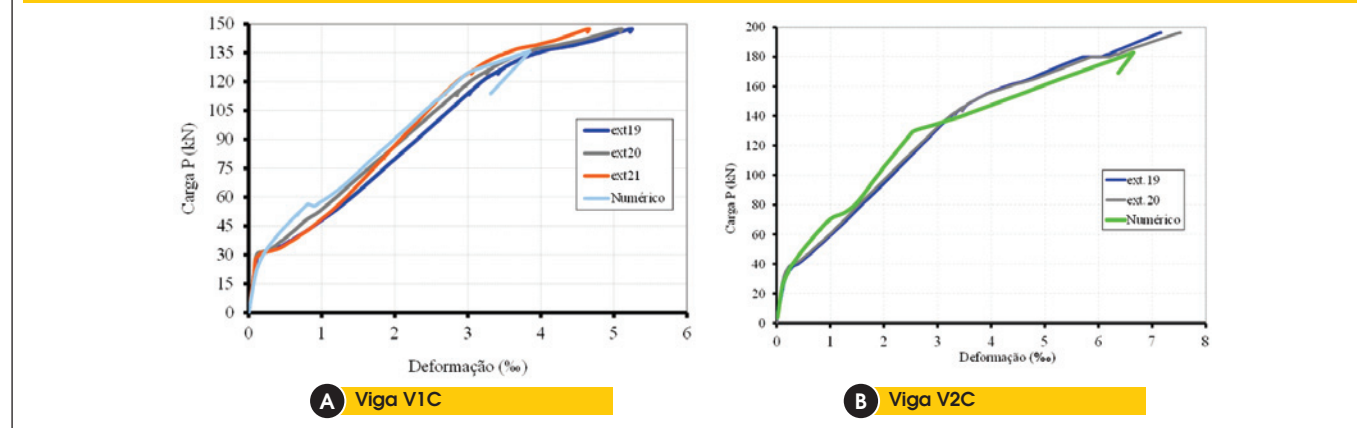 150
135
120
105
90
75
60
45
30
15
0
Carga P (kN)
ext19
ext20
ext21
Numérico
0 1 2 3 4 5 6
Deformação (‰)
A Viga V1C
200
180
160
140
120
100
80
60
40
20
0
Carga P (kN)
ext.19
ext.20
Numérico
0 1 2 3 4 5 6 7 8
Deformação (‰)
B Viga V2C